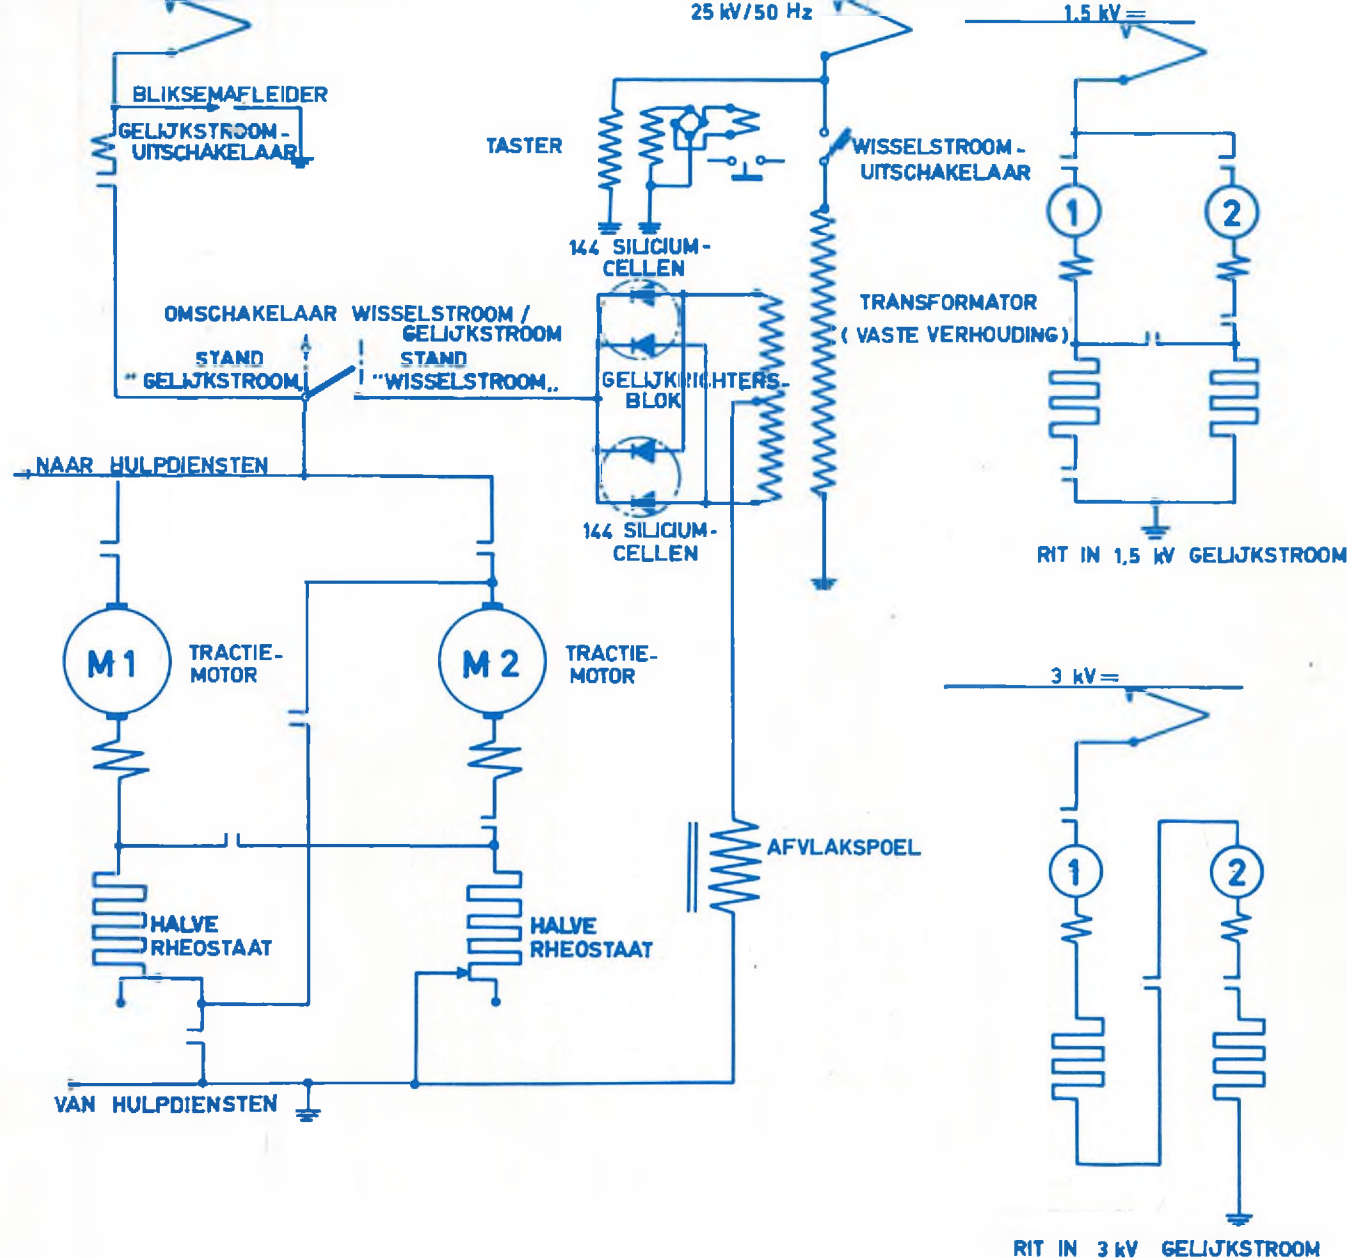 25 kV/50 Hz
1.5 kV=
BLIKSEMAFLEIDER
GELIJKSTROOM-
UITSCHAKELAAR
TASTER
WISSELSTROOM-
UITSCHAKELAAR
1
2
144 SILICIUM-
CELLEN
OMSCHAKELAAR WISSELSTROOM /
GELIJKSTROOM
STAND
"GELIJKSTROOM„
STAND
"WISSELSTROOM„
TRANSFORMATOR
(VASTE VERHOUDING)
GELIJKRICHTERS-
BLOK
NAAR HULPDIENSTEN
144 SILICIUM-
CELLEN
RIT IN 1,5 kV GELIJKSTROOM
M1
TRACTIE-
MOTOR
M2
TRACTIE-
MOTOR
3 kV=
AFVLAKSPOEL
1
2
HALVE
RHEOSTAAT
HALVE
RHEOSTAAT
VAN HULPDIENSTEN
RIT IN 3 kV GELIJKSTROOM